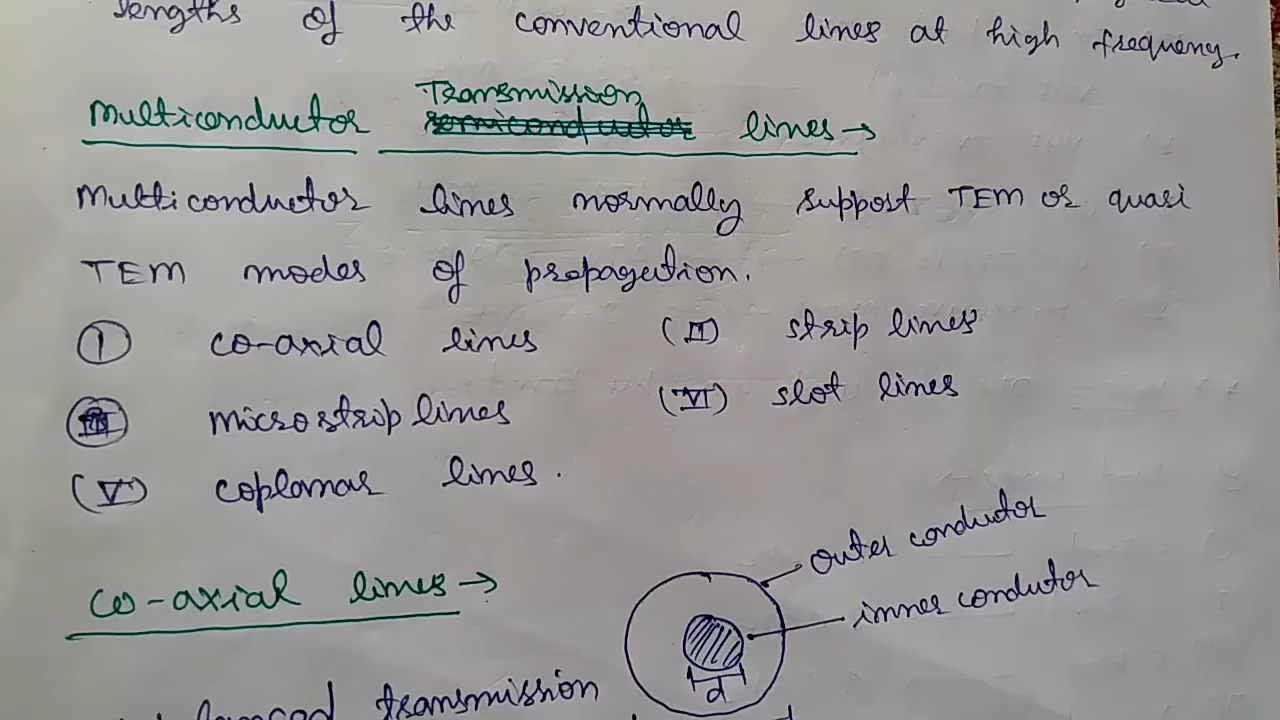 lengths of the conventional lines at high frequency.
Multiconductor Transmission lines →
Multiconductor lines normally support TEM or quasi
TEM modes of propagation.
(I) co-axial lines (II) strip lines
(III) microstrip lines (VI) slot lines
(V) coplanar lines.
co-axial lines →
outer conductor
inner condutor
d
transmission